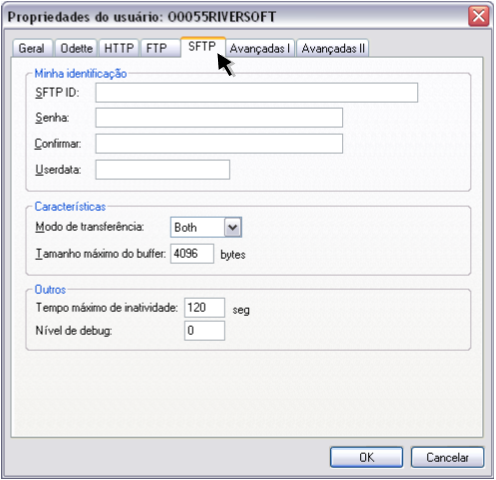 Propriedades do usuário: O0055RIVERSOFT
Geral Odette HTTP FTP SFTP Avançadas I Avançadas II
Minha identificação
SFTP ID:
Senha:
Confirmar:
Userdata:
Características
Modo de transferência: Both
Tamanho máximo do buffer: 4096 bytes
Outros
Tempo máximo de inatividade: 120 seg
Nível de debug: 0
OK Cancelar